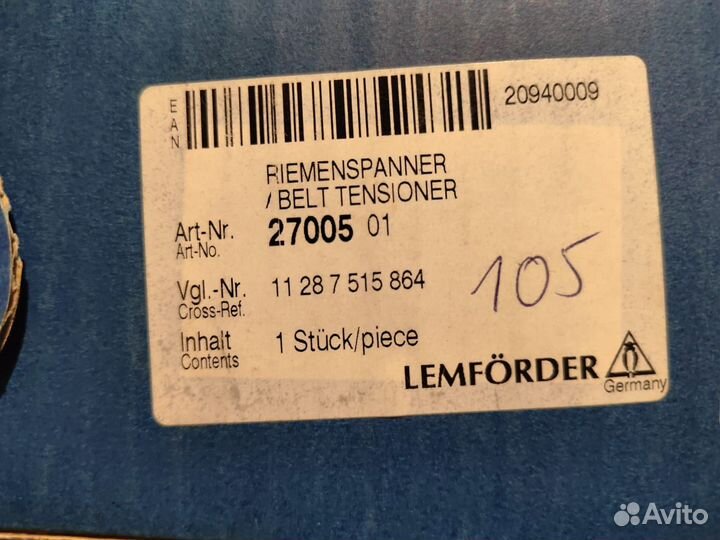 EAN
20940009
RIEMENSPANNER
/ BELT TENSIONER
Art-Nr. 27005 01
Art-No.
Vgl.-Nr. 11 28 7 515 864
Cross-Ref.
105
Inhalt 1 Stück/piece
Contents
LEMFÖRDER
Germany
Avito